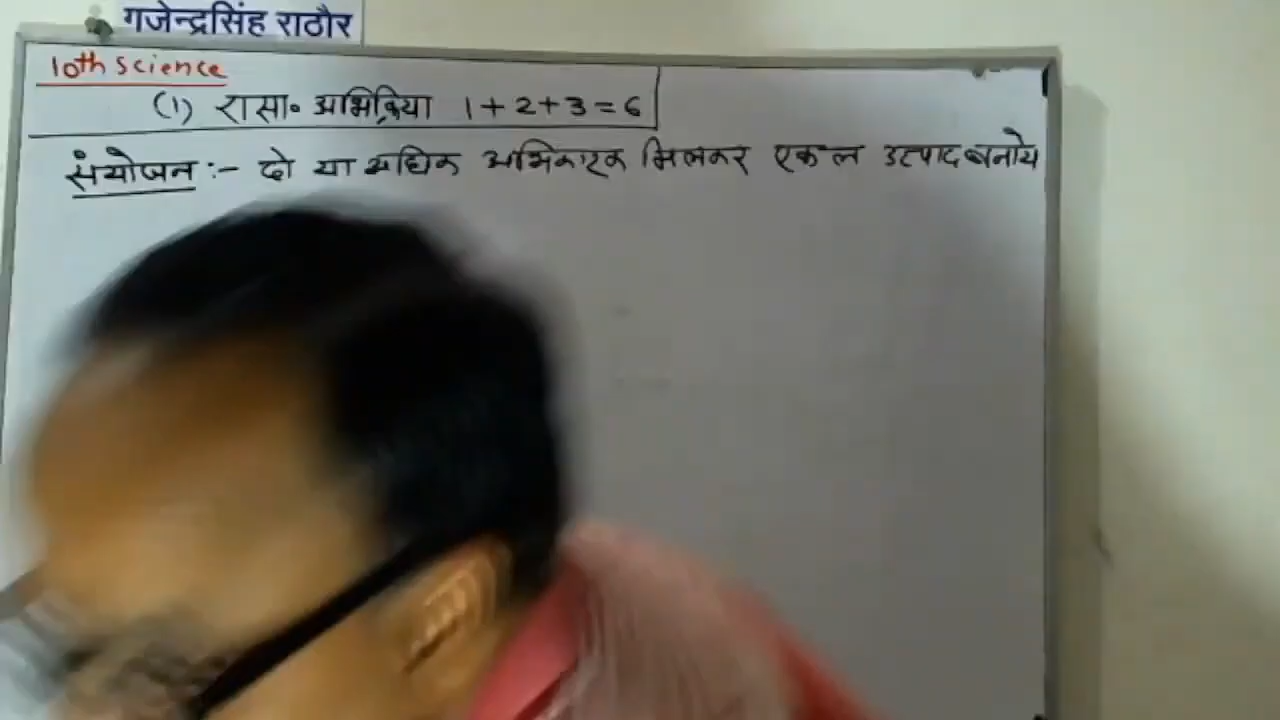 गजेन्द्रसिंह राठौर
10th Science
(1) रासा॰ अभिक्रिया 1+2+3=6
संयोजन :- दो या अधिक अभिकारक मिलकर एकल उत्पाद बनाये